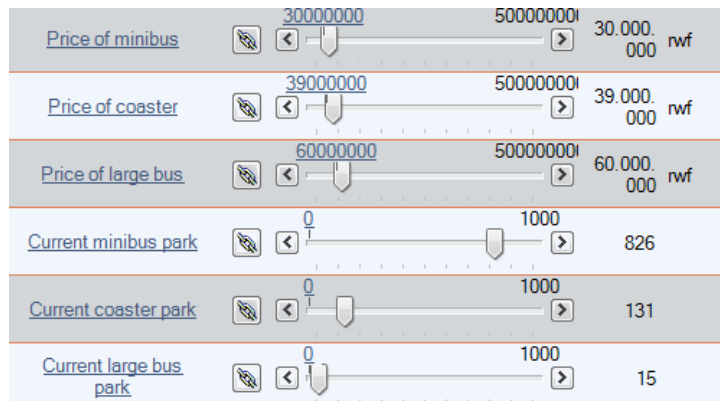 30000000 50000000
Price of minibus 30.000.
000 rwf
39000000 50000000
Price of coaster 39.000.
000 rwf
60000000 50000000
Price of large bus 60.000.
000 rwf
0 1000
Current minibus park 826
0 1000
Current coaster park 131
0 1000
Current large bus
park 15